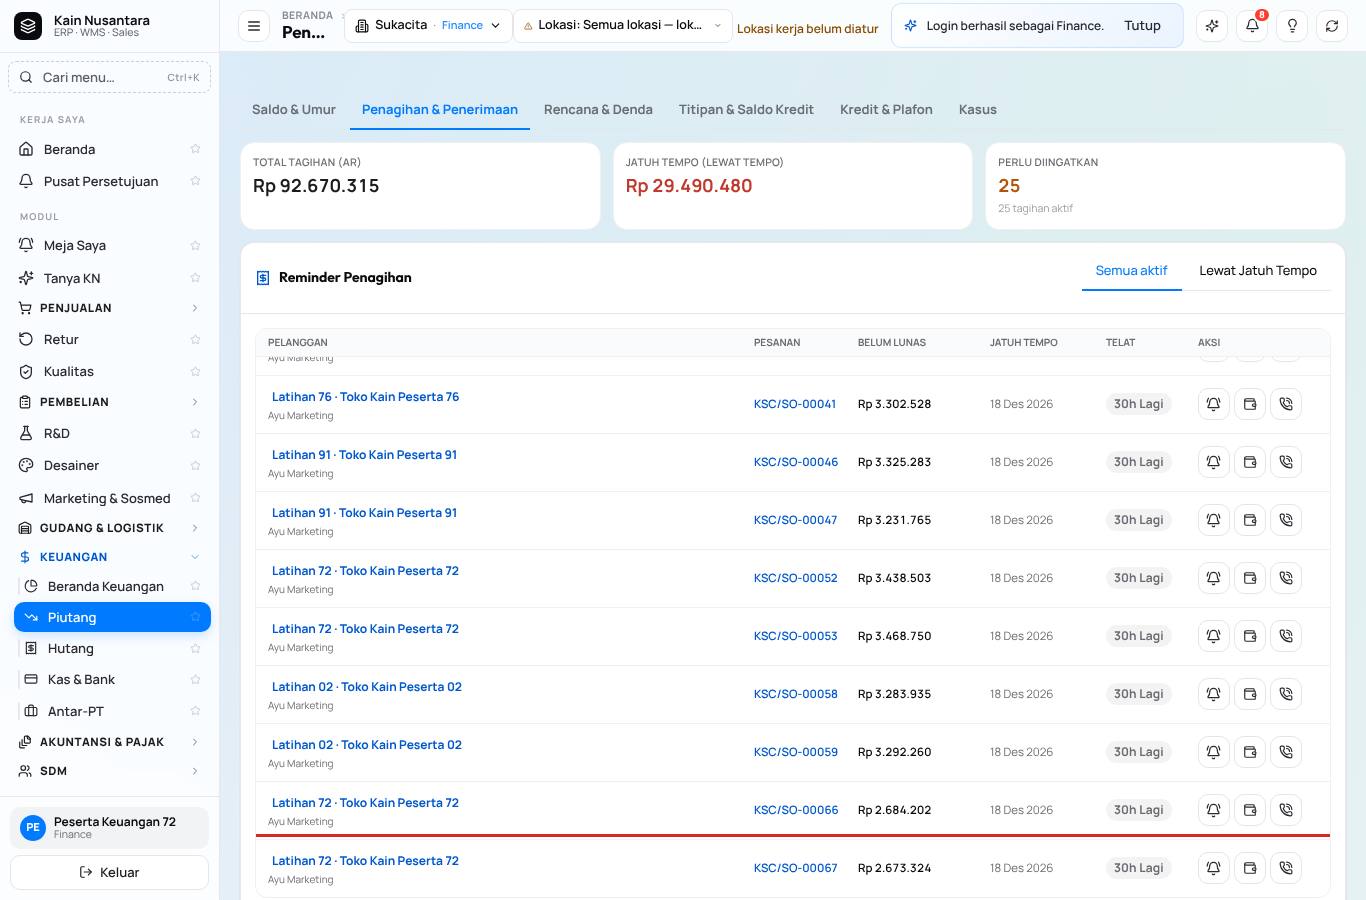 Kain Nusantara
ERP · WMS · Sales
Cari menu...
Ctrl+K
KERJA SAYA
Beranda
Pusat Persetujuan
MODUL
Meja Saya
Tanya KN
PENJUALAN
Retur
Kualitas
PEMBELIAN
R&D
Desainer
Marketing & Sosmed
GUDANG & LOGISTIK
KEUANGAN
Beranda Keuangan
Piutang
Hutang
Kas & Bank
Antar-PT
AKUNTANSI & PAJAK
SDM
PE
Peserta Keuangan 72
Finance
Keluar
BERANDA
Pen...
Sukacita · Finance
Lokasi: Semua lokasi — lok...
Lokasi kerja belum diatur
Login berhasil sebagai Finance.
Tutup
8
Saldo & Umur
Penagihan & Penerimaan
Rencana & Denda
Titipan & Saldo Kredit
Kredit & Plafon
Kasus
TOTAL TAGIHAN (AR)
Rp 92.670.315
JATUH TEMPO (LEWAT TEMPO)
Rp 29.490.480
PERLU DIINGATKAN
25
25 tagihan aktif
Reminder Penagihan
Semua aktif
Lewat Jatuh Tempo
PELANGGAN PESANAN BELUM LUNAS JATUH TEMPO TELAT AKSI
Ayu Marketing
Latihan 76 · Toko Kain Peserta 76
Ayu Marketing
KSC/SO-00041 Rp 3.302.528 18 Des 2026 30h Lagi
Latihan 91 · Toko Kain Peserta 91
Ayu Marketing
KSC/SO-00046 Rp 3.325.283 18 Des 2026 30h Lagi
Latihan 91 · Toko Kain Peserta 91
Ayu Marketing
KSC/SO-00047 Rp 3.231.765 18 Des 2026 30h Lagi
Latihan 72 · Toko Kain Peserta 72
Ayu Marketing
KSC/SO-00052 Rp 3.438.503 18 Des 2026 30h Lagi
Latihan 72 · Toko Kain Peserta 72
Ayu Marketing
KSC/SO-00053 Rp 3.468.750 18 Des 2026 30h Lagi
Latihan 02 · Toko Kain Peserta 02
Ayu Marketing
KSC/SO-00058 Rp 3.283.935 18 Des 2026 30h Lagi
Latihan 02 · Toko Kain Peserta 02
Ayu Marketing
KSC/SO-00059 Rp 3.292.260 18 Des 2026 30h Lagi
Latihan 72 · Toko Kain Peserta 72
Ayu Marketing
KSC/SO-00066 Rp 2.684.202 18 Des 2026 30h Lagi
Latihan 72 · Toko Kain Peserta 72
Ayu Marketing
KSC/SO-00067 Rp 2.673.324 18 Des 2026 30h Lagi